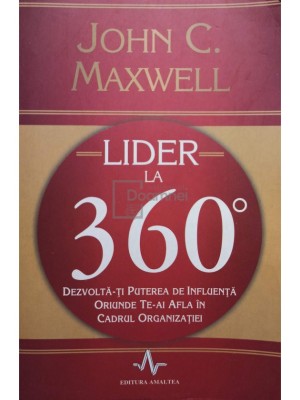 JOHN C.
MAXWELL
LIDER
LA
360°
DEZVOLTĂ-ȚI PUTEREA DE INFLUENȚĂ
ORIUNDE TE-AI AFLA ÎN
CADRUL ORGANIZAȚIEI
EDITURA AMALTEA